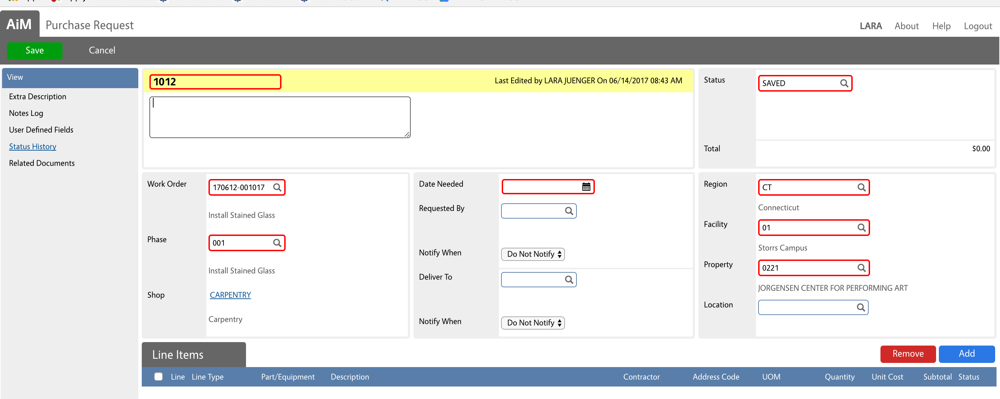 AiM Purchase Request
LARA About Help Logout
Save Cancel
View
Extra Description
Notes Log
User Defined Fields
Status History
Related Documents
1012
Last Edited by LARA JUENGER On 06/14/2017 08:43 AM
Status SAVED
Total $0.00
Work Order 170612-001017
Install Stained Glass
Phase 001
Install Stained Glass
Shop CARPENTRY
Carpentry
Date Needed
Requested By
Notify When Do Not Notify
Deliver To
Notify When Do Not Notify
Region CT
Connecticut
Facility 01
Storrs Campus
Property 0221
JORGENSEN CENTER FOR PERFORMING ART
Location
Line Items
Remove Add
Line Line Type Part/Equipment Description Contractor Address Code UOM Quantity Unit Cost Subtotal Status